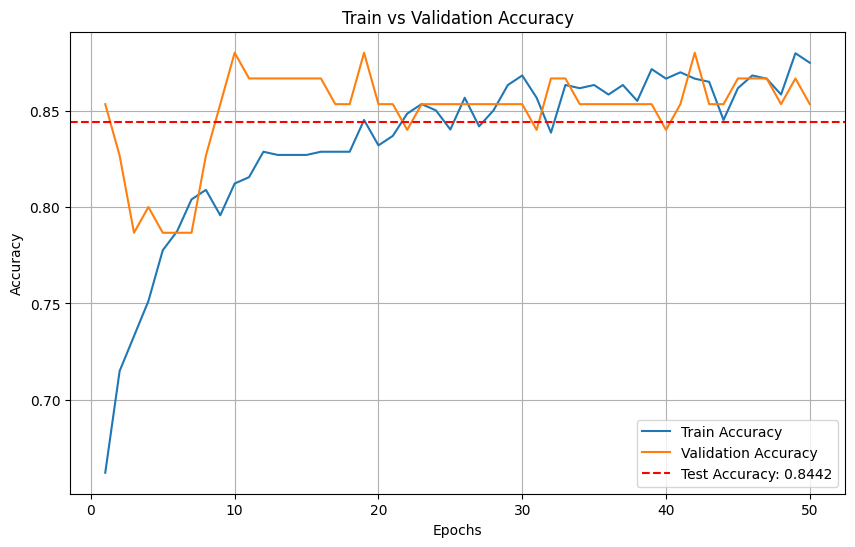 Train vs Validation Accuracy
Accuracy
0.85
0.80
0.75
0.70
Train Accuracy
Validation Accuracy
Test Accuracy: 0.8442
0 10 20 30 40 50
Epochs